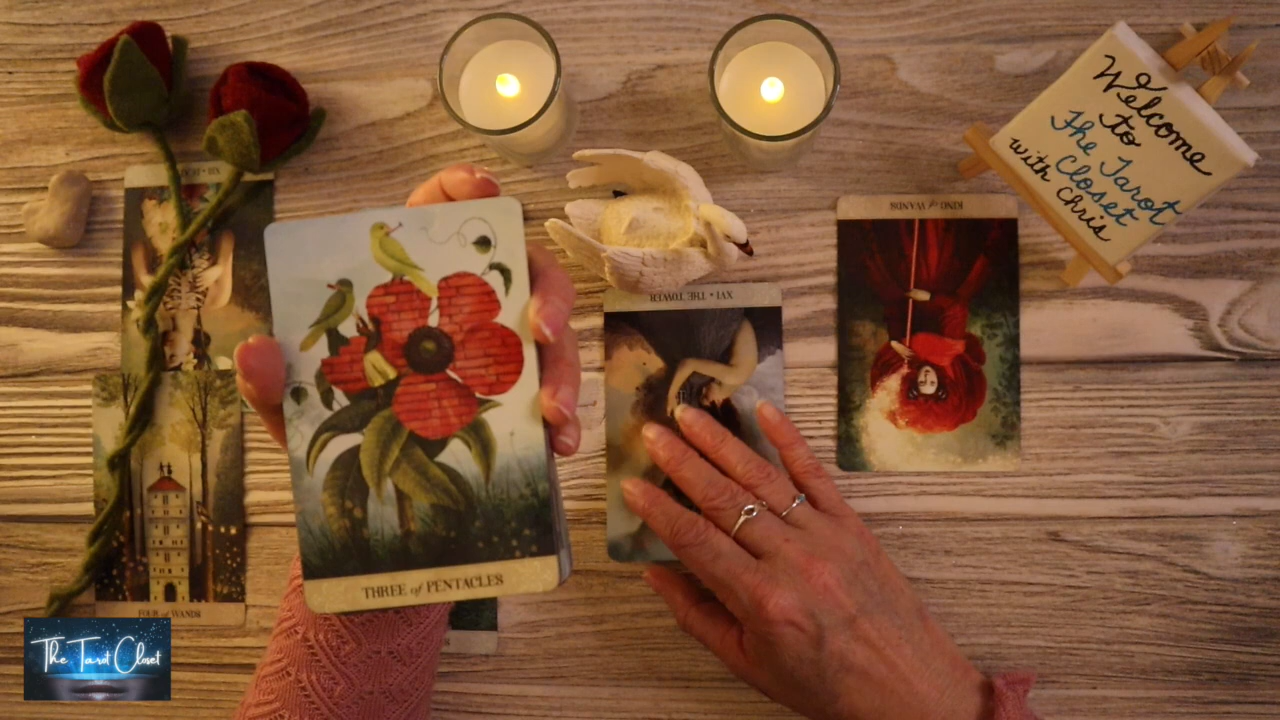 Welcome
to
The Tarot
Closet
with Chris
KING of WANDS
XVI • THE TOWER
THREE of PENTACLES
FOUR of WANDS
The Tarot Closet